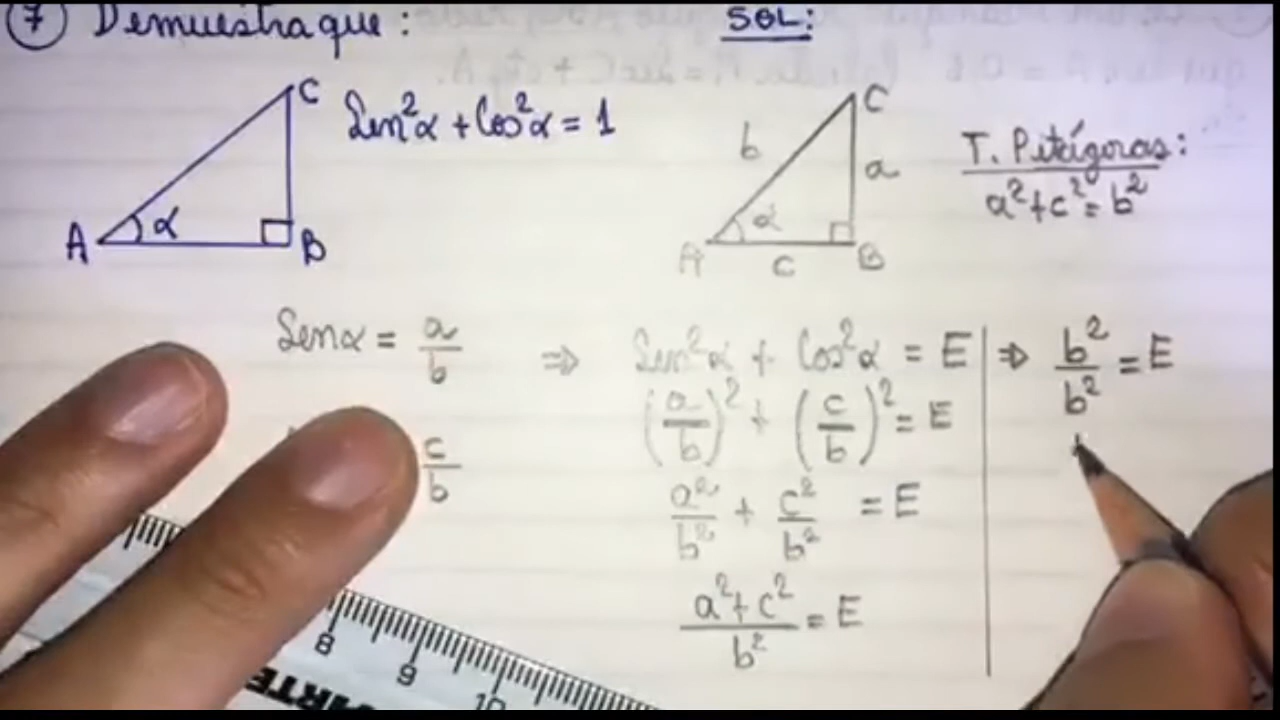 7 Demuestra que:
SOL:
C
Sen²α + Cos²α = 1
A α B
C
b
a
A α B
c
T. Pitágoras:
a² + c² = b²
Senα = a/b
⇒ Sen²α + Cos²α = E
(a/b)² + (c/b)² = E
c/b
a²/b² + c²/b² = E
(a² + c²)/b² = E
⇒ b²/b² = E
8
9
10